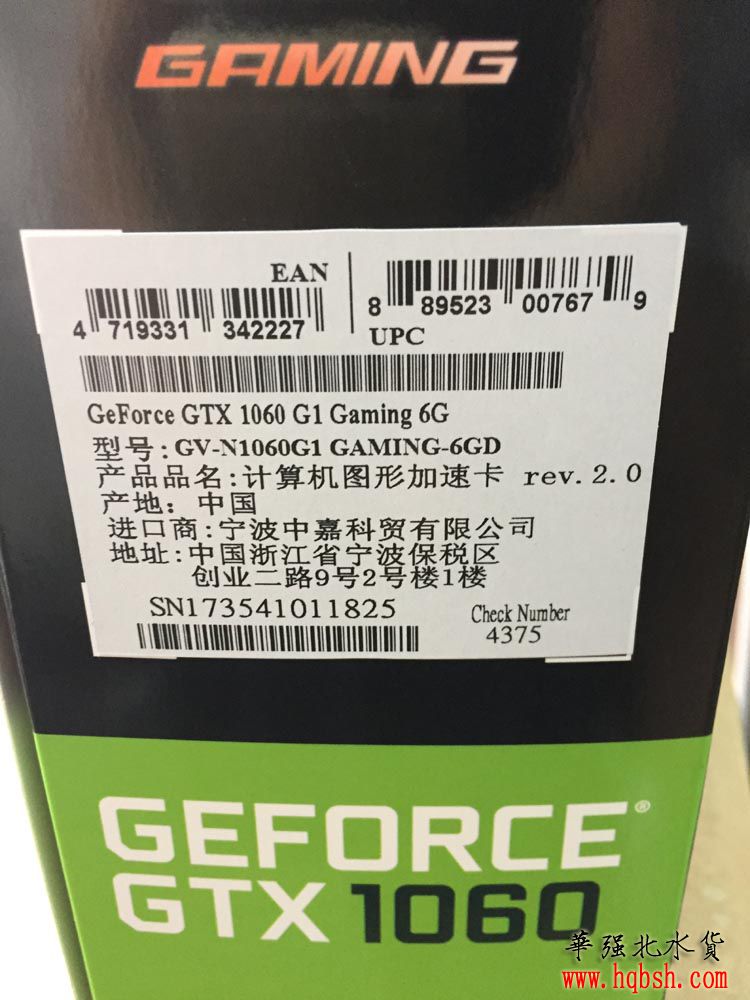 GAMING
EAN
4 719331 342227
8 89523 00767 9
UPC
GeForce GTX 1060 G1 Gaming 6G
型号:GV-N1060G1 GAMING-6GD
产品品名:计算机图形加速卡 rev.2.0
产地: 中国
进口商:宁波中嘉科贸有限公司
地址:中国浙江省宁波保税区
创业二路9号2号楼1楼
SN173541011825
Check Number
4375
GEFORCE®
GTX 1060
華强北水貨
www.hqbsh.com